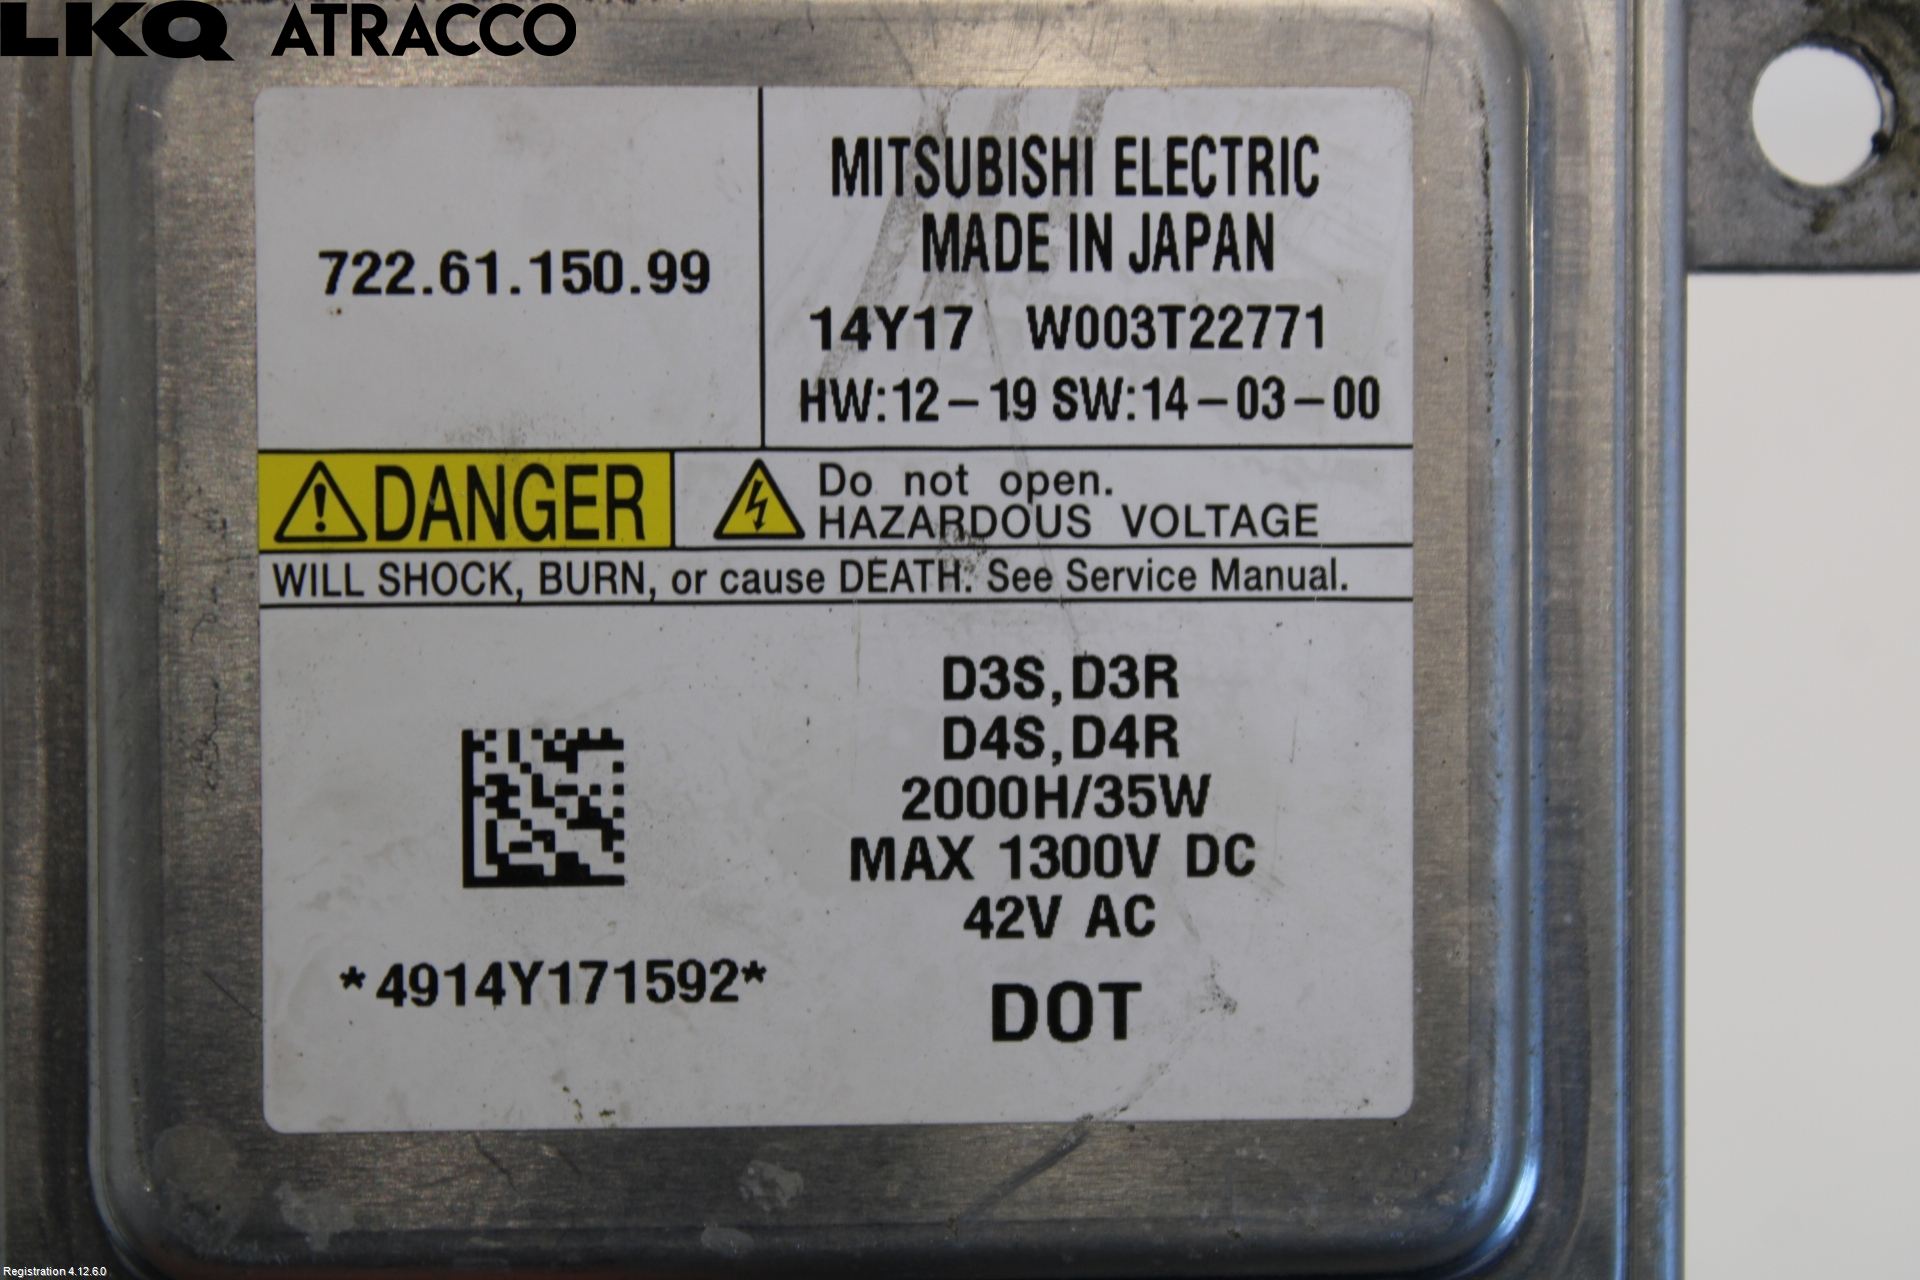 LKQ ATRACCO
722.61.150.99
MITSUBISHI ELECTRIC
MADE IN JAPAN
14Y17 W003T22771
HW:12-19 SW:14-03-00
DANGER
Do not open.
HAZARDOUS VOLTAGE
WILL SHOCK, BURN, or cause DEATH. See Service Manual.
D3S,D3R
D4S,D4R
2000H/35W
MAX 1300V DC
42V AC
*4914Y171592*
DOT
Registration 4.12.6.0